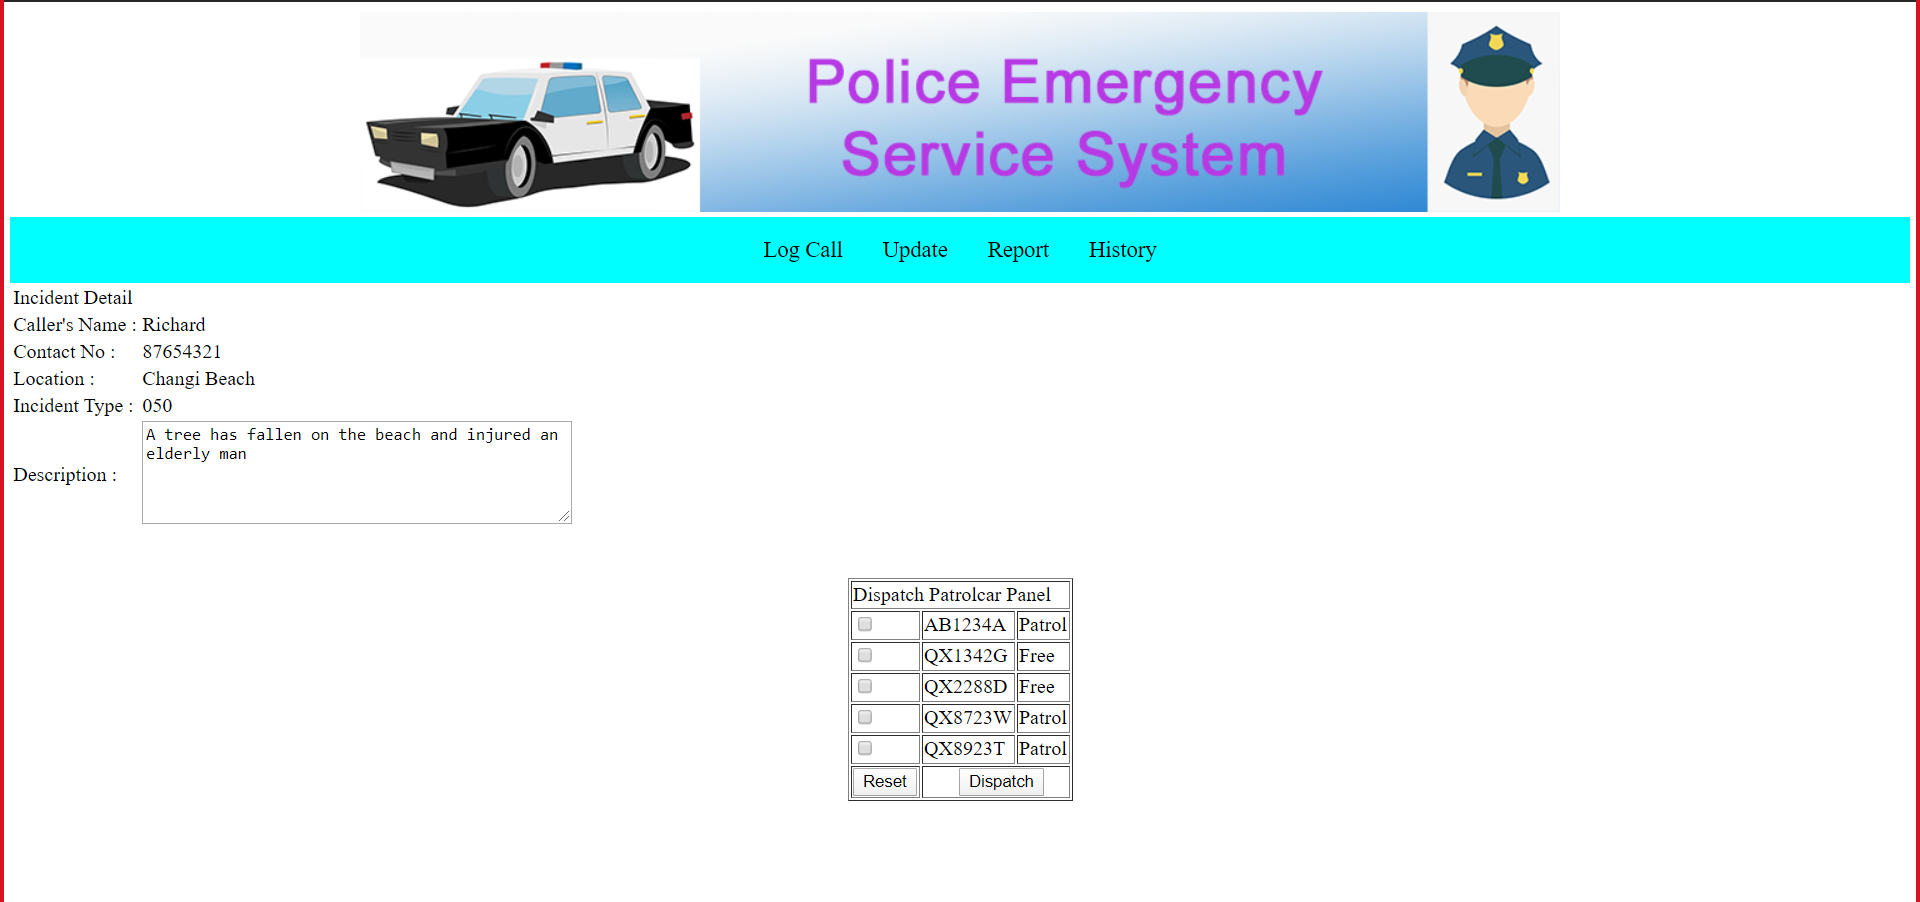 Police Emergency
Service System
Log Call Update Report History
Incident Detail
Caller's Name : Richard
Contact No : 87654321
Location : Changi Beach
Incident Type : 050
Description : A tree has fallen on the beach and injured an
elderly man
Dispatch Patrolcar Panel
AB1234A Patrol
QX1342G Free
QX2288D Free
QX8723W Patrol
QX8923T Patrol
Reset Dispatch